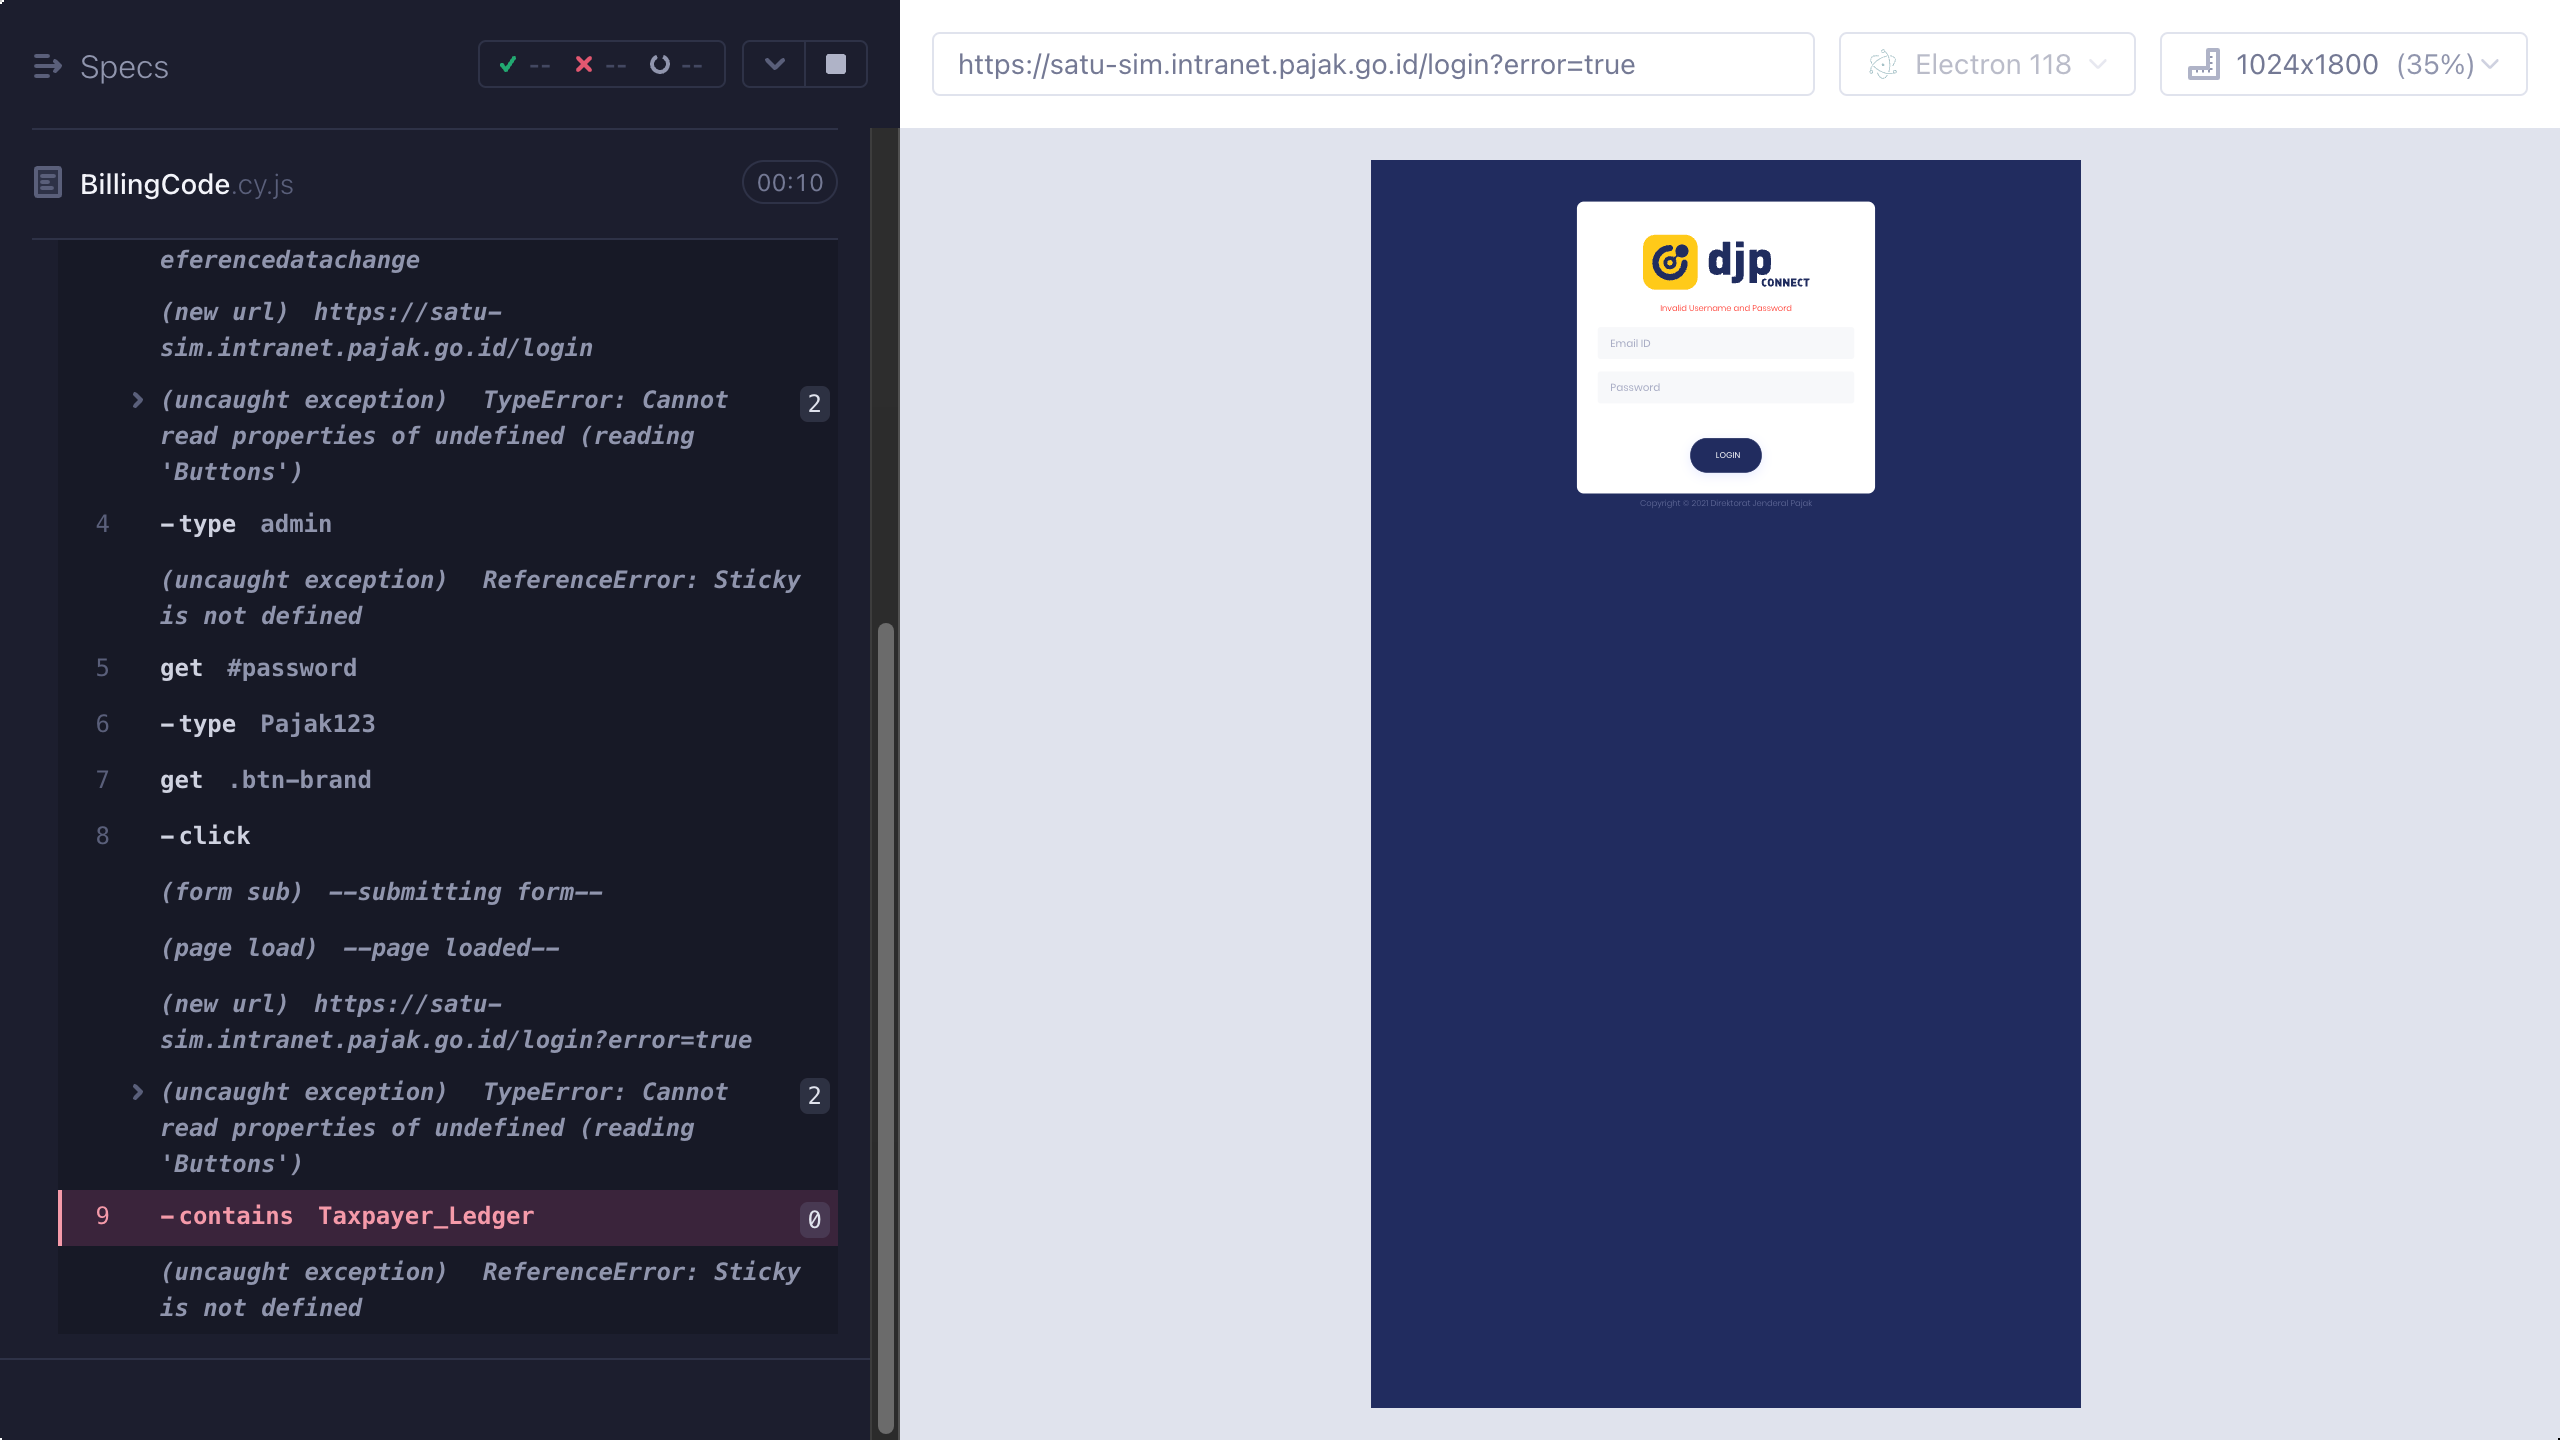 Specs
-- -- --
BillingCode.cy.js
00:10
eferencedatachange
(new url) https://satu-
sim.intranet.pajak.go.id/login
(uncaught exception) TypeError: Cannot 2
read properties of undefined (reading
'Buttons')
4 -type admin
(uncaught exception) ReferenceError: Sticky
is not defined
5 get #password
6 -type Pajak123
7 get .btn-brand
8 -click
(form sub) --submitting form--
(page load) --page loaded--
(new url) https://satu-
sim.intranet.pajak.go.id/login?error=true
(uncaught exception) TypeError: Cannot 2
read properties of undefined (reading
'Buttons')
9 -contains Taxpayer_Ledger 0
(uncaught exception) ReferenceError: Sticky
is not defined
https://satu-sim.intranet.pajak.go.id/login?error=true
Electron 118
1024x1800 (35%)
djp
CONNECT
Invalid Username and Password
Email ID
Password
LOGIN
Copyright © 2021 Direktorat Jenderal Pajak